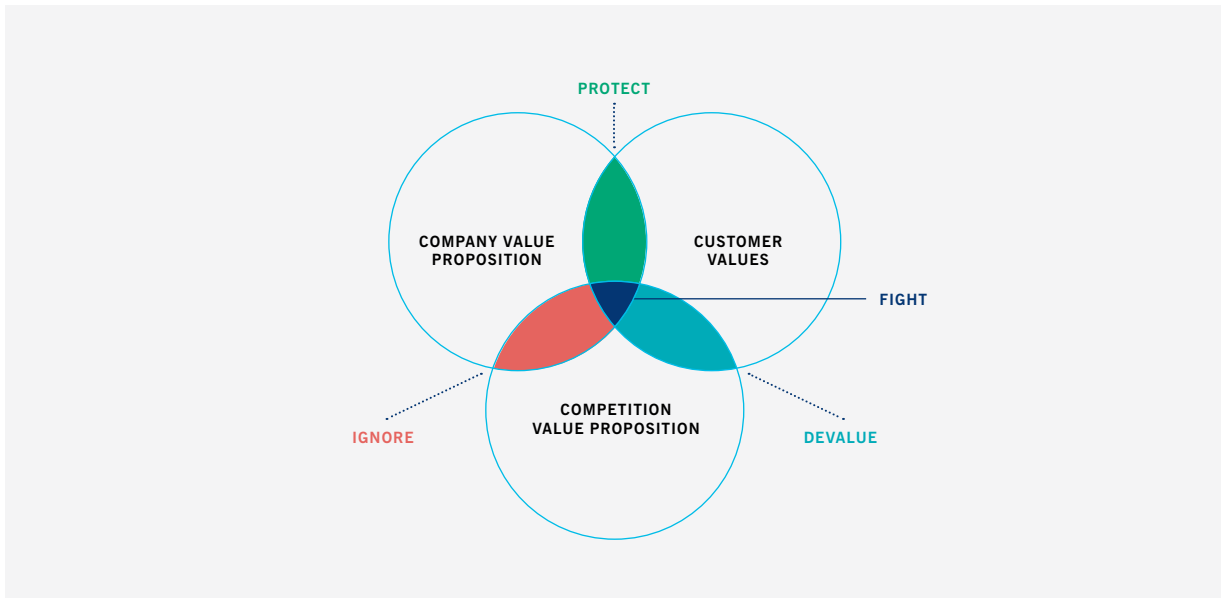 PROTECT
COMPANY VALUE
PROPOSITION
CUSTOMER
VALUES
FIGHT
COMPETITION
VALUE PROPOSITION
IGNORE
DEVALUE